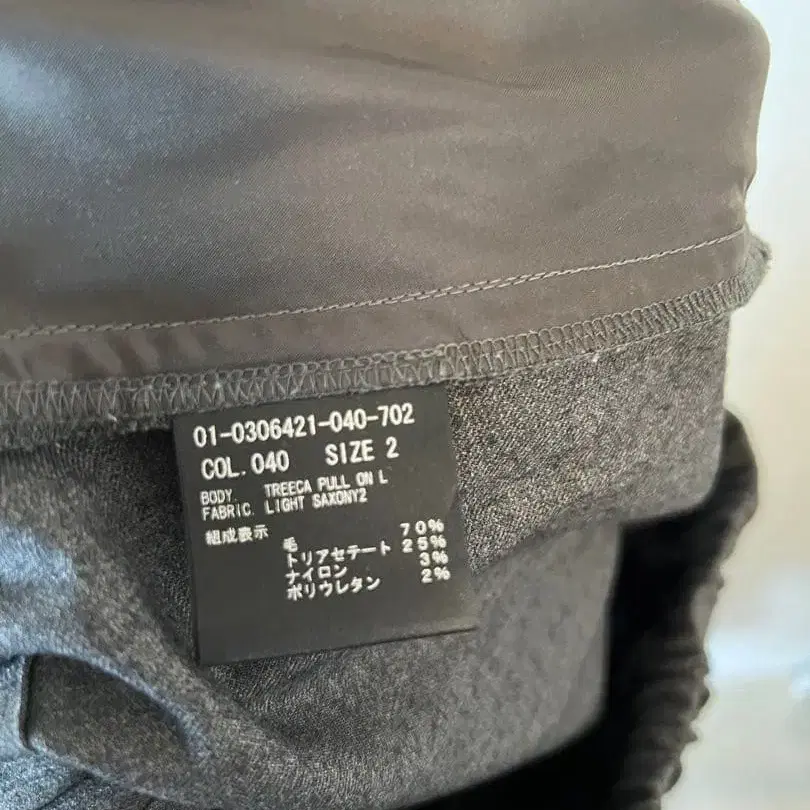 01-0306421-040-702
COL.040 SIZE 2
BODY. TREECA PULL ON L
FABRIC. LIGHT SAXONY2
組成表示
毛 70%
トリアセテート 25%
ナイロン 3%
ポリウレタン 2%